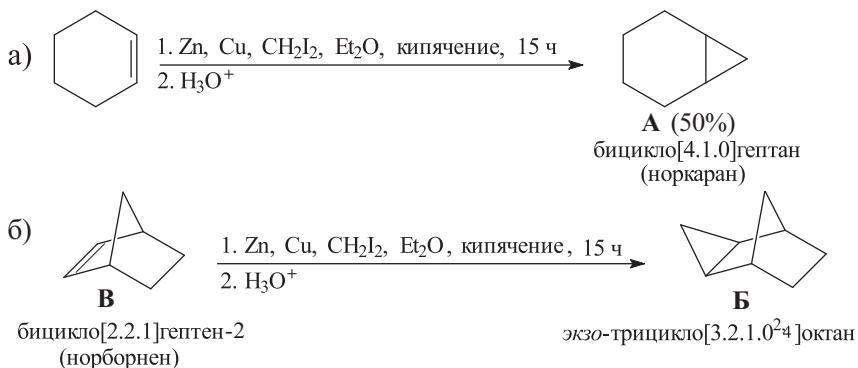 а)
1. Zn, Cu, CH₂I₂, Et₂O, кипячение, 15 ч
2. H₃O⁺
А (50%)
бицикло[4.1.0]гептан
(норкаран)
б)
1. Zn, Cu, CH₂I₂, Et₂O, кипячение, 15 ч
2. H₃O⁺
В
бицикло[2.2.1]гептен-2
(норборнен)
Б
экзо-трицикло[3.2.1.0²·⁴]октан